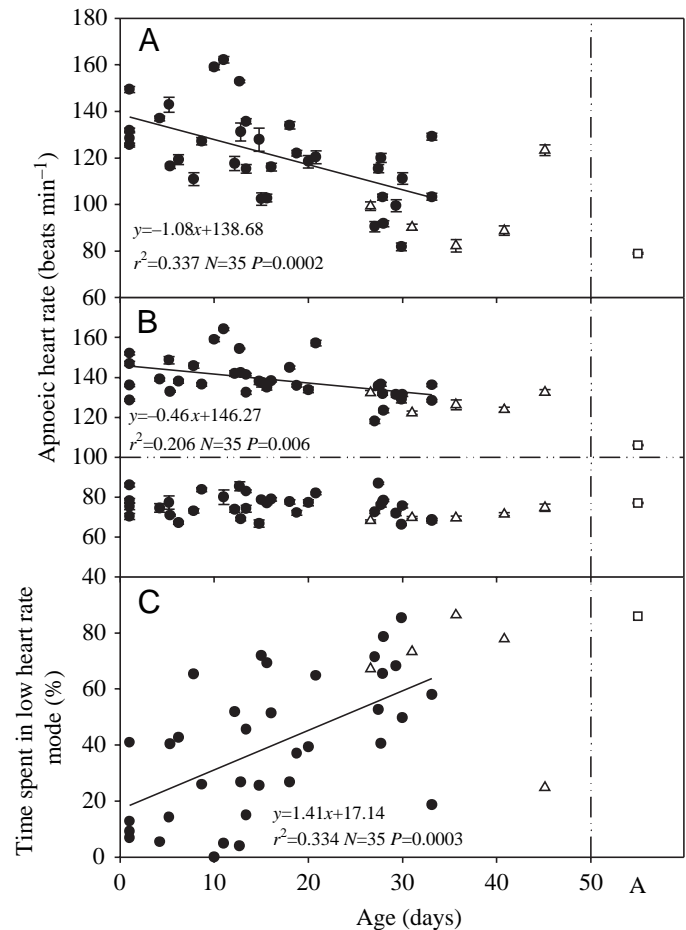 180
A
160
140
120
100
y=–1.08x+138.68
80
r²=0.337 N=35 P=0.0002
60
Apnoeic heart rate (beats min⁻¹)
B
160
140
120
y=–0.46x+146.27
r²=0.206 N=35 P=0.006
100
80
60
40
C
80
60
40
20
y=1.41x+17.14
r²=0.334 N=35 P=0.0003
0
Time spent in low heart rate
mode (%)
0 10 20 30 40 50 A
Age (days)